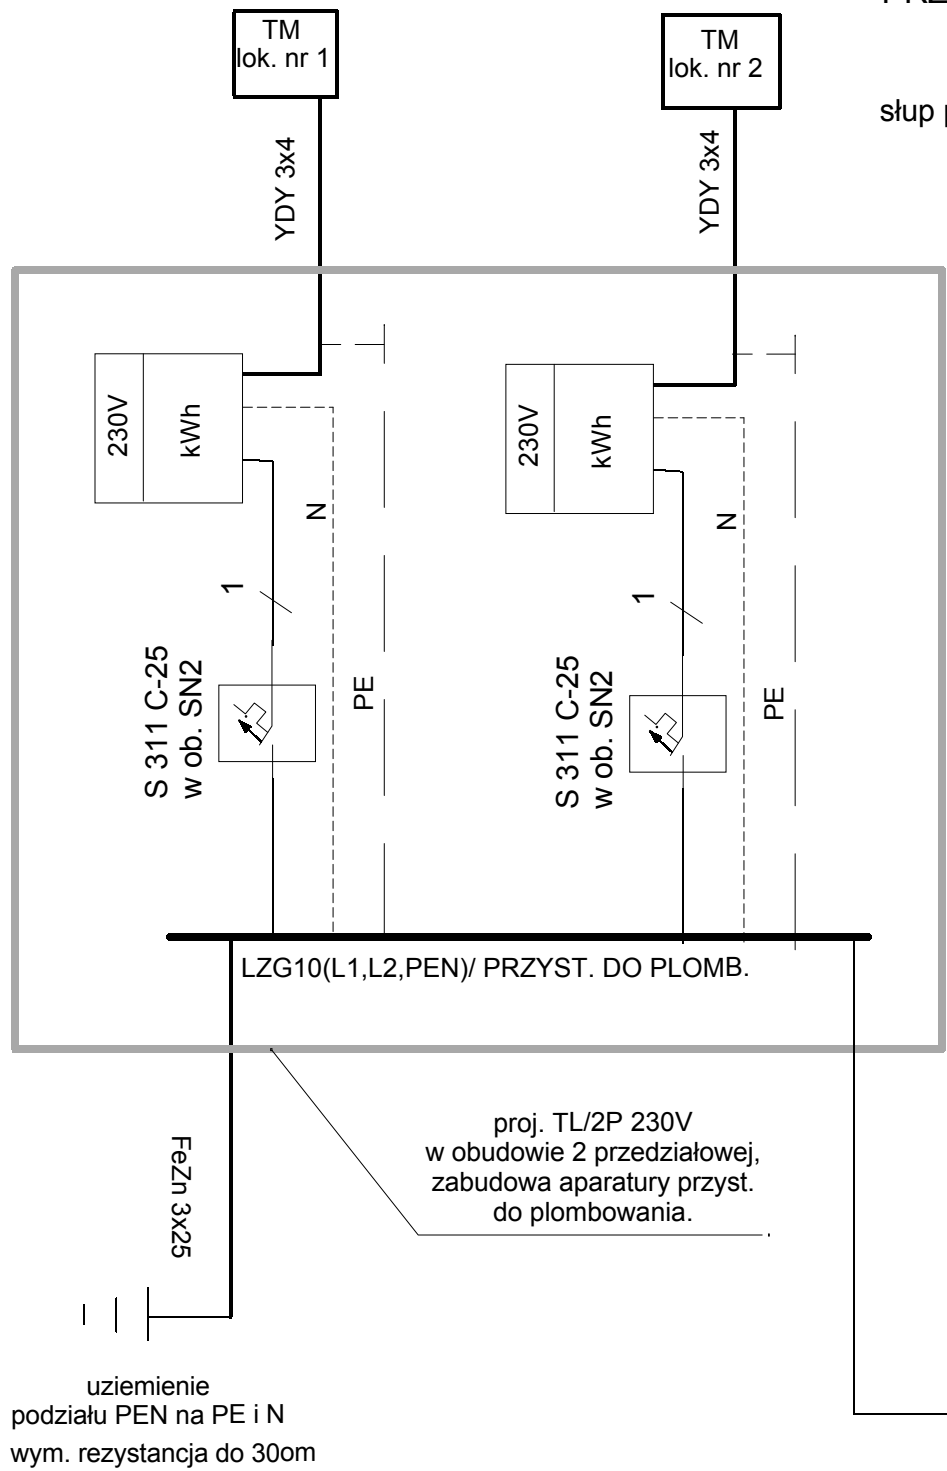 TM
lok. nr 1
TM
lok. nr 2
słup
YDY 3x4
YDY 3x4
230V
kWh
230V
kWh
N
N
1
1
S 311 C-25
w ob. SN2
PE
S 311 C-25
w ob. SN2
PE
LZG10(L1,L2,PEN)/ PRZYST. DO PLOMB.
proj. TL/2P 230V
w obudowie 2 przedziałowej,
zabudowa aparatury przyst.
do plombowania.
FeZn 3x25
uziemienie
podziału PEN na PE i N
wym. rezystancja do 30om